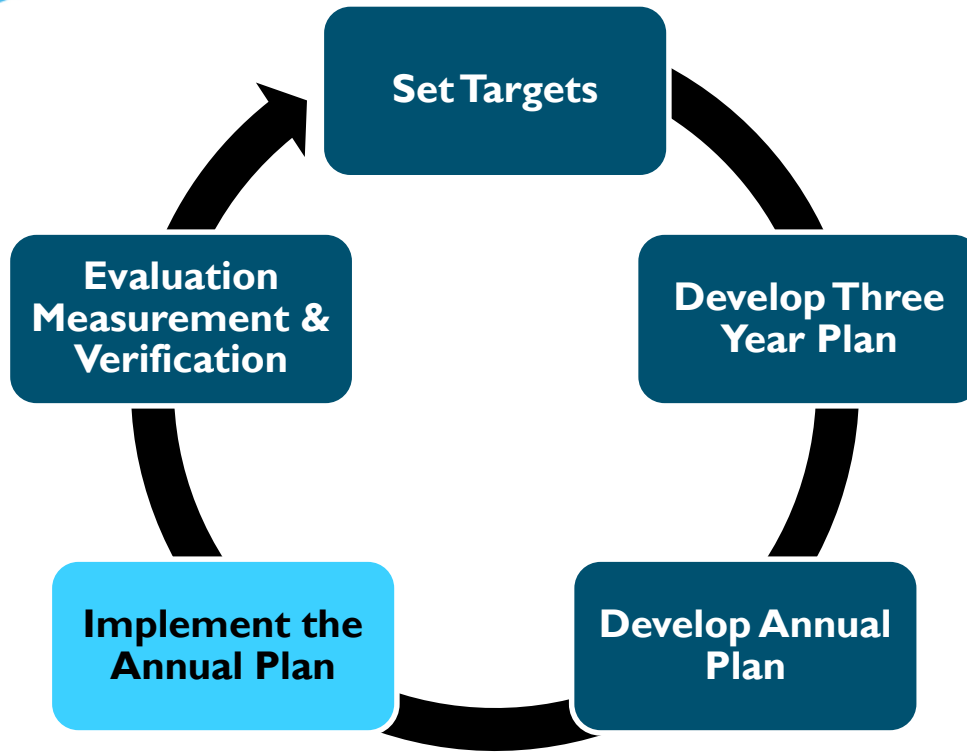 Set Targets
Develop Three
Year Plan
Develop Annual
Plan
Implement the
Annual Plan
Evaluation
Measurement &
Verification